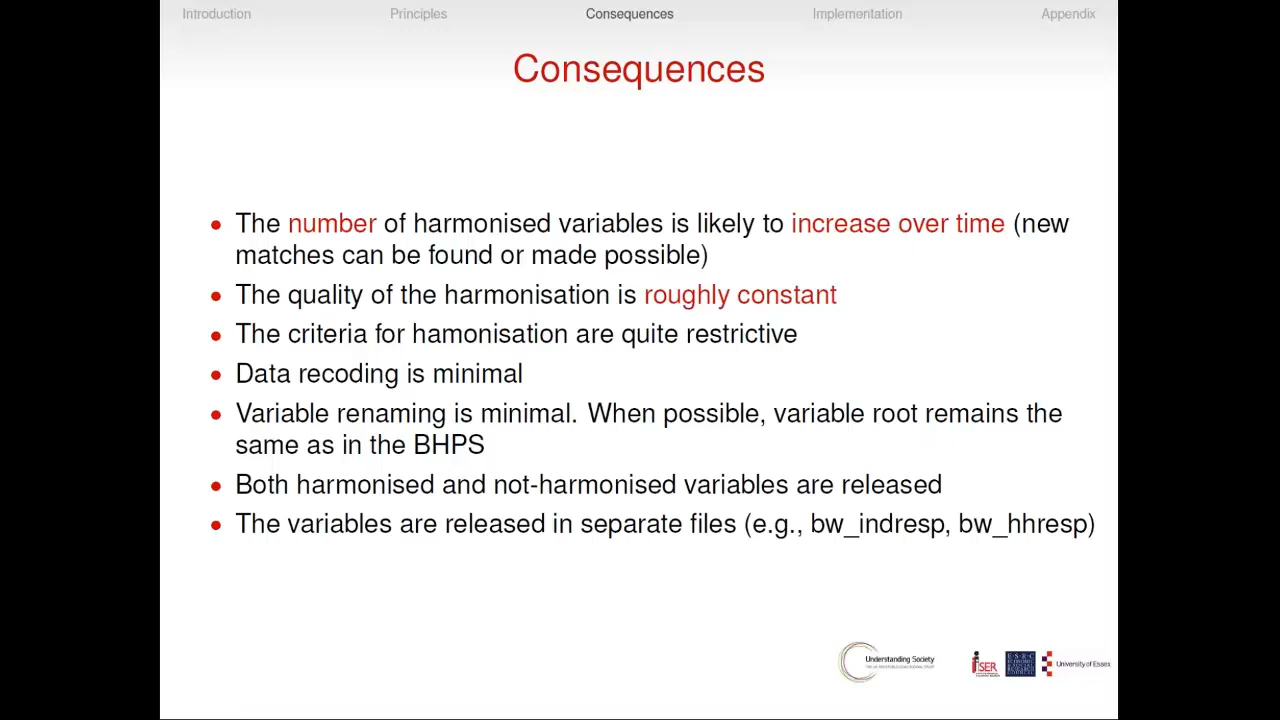 Introduction Principles Consequences Implementation Appendix
Consequences
• The number of harmonised variables is likely to increase over time (new
matches can be found or made possible)
• The quality of the harmonisation is roughly constant
• The criteria for hamonisation are quite restrictive
• Data recoding is minimal
• Variable renaming is minimal. When possible, variable root remains the
same as in the BHPS
• Both harmonised and not-harmonised variables are released
• The variables are released in separate files (e.g., bw_indresp, bw_hhresp)
Understanding Society
iSER
E·S·R·C
ECONOMIC
& SOCIAL
RESEARCH
COUNCIL
University of Essex